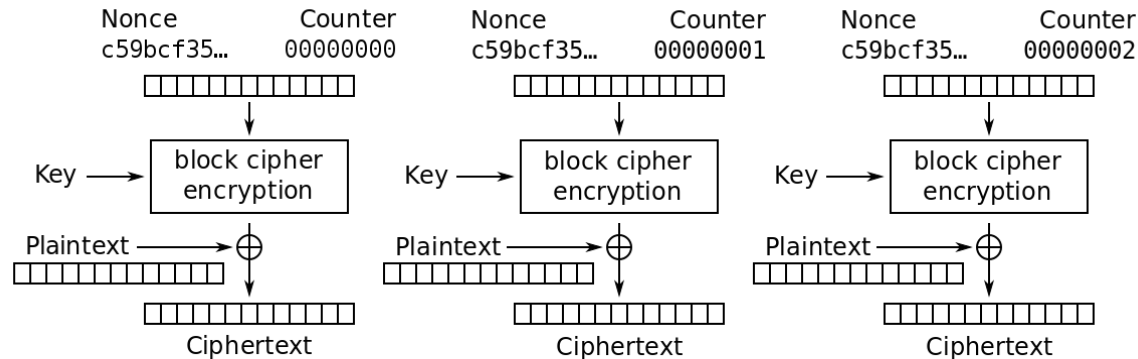 Nonce Counter Nonce Counter Nonce Counter
c59bcf35… 00000000 c59bcf35… 00000001 c59bcf35… 00000002
block cipher block cipher block cipher
Key Key Key
encryption encryption encryption
Plaintext Plaintext Plaintext
Ciphertext Ciphertext Ciphertext